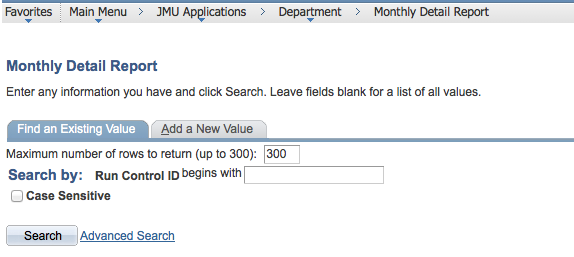 Favorites Main Menu > JMU Applications > Department > Monthly Detail Report
Monthly Detail Report
Enter any information you have and click Search. Leave fields blank for a list of all values.
Find an Existing Value Add a New Value
Maximum number of rows to return (up to 300): 300
Search by: Run Control ID begins with
Case Sensitive
Search Advanced Search